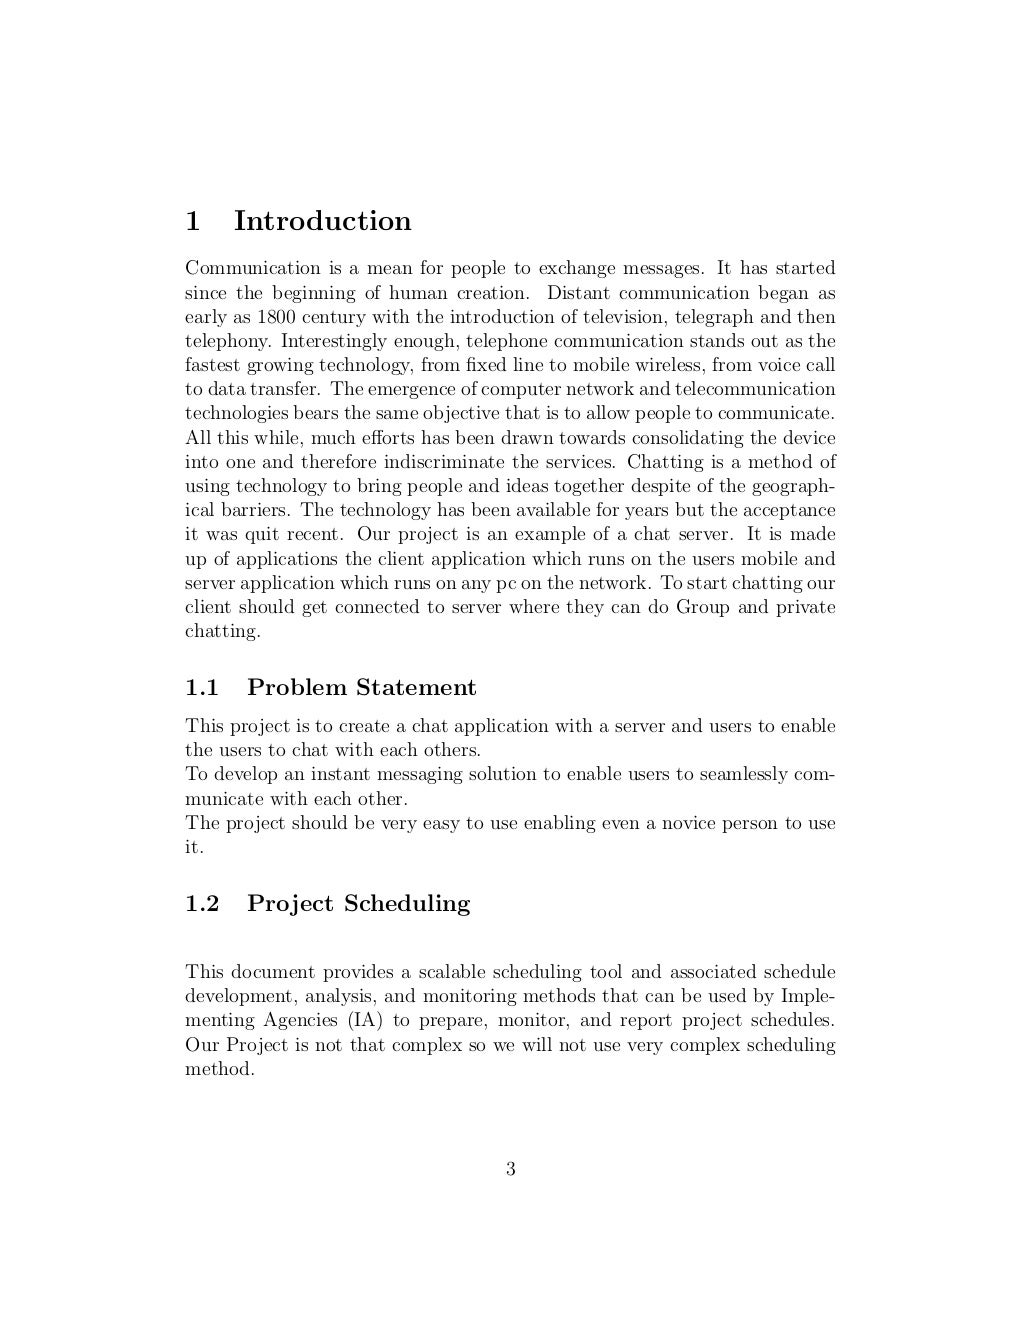 1 Introduction
Communication is a mean for people to exchange messages. It has started
since the beginning of human creation. Distant communication began as
early as 1800 century with the introduction of television, telegraph and then
telephony. Interestingly enough, telephone communication stands out as the
fastest growing technology, from fixed line to mobile wireless, from voice call
to data transfer. The emergence of computer network and telecommunication
technologies bears the same objective that is to allow people to communicate.
All this while, much efforts has been drawn towards consolidating the device
into one and therefore indiscriminate the services. Chatting is a method of
using technology to bring people and ideas together despite of the geograph-
ical barriers. The technology has been available for years but the acceptance
it was quit recent. Our project is an example of a chat server. It is made
up of applications the client application which runs on the users mobile and
server application which runs on any pc on the network. To start chatting our
client should get connected to server where they can do Group and private
chatting.
1.1 Problem Statement
This project is to create a chat application with a server and users to enable
the users to chat with each others.
To develop an instant messaging solution to enable users to seamlessly com-
municate with each other.
The project should be very easy to use enabling even a novice person to use
it.
1.2 Project Scheduling
This document provides a scalable scheduling tool and associated schedule
development, analysis, and monitoring methods that can be used by Imple-
menting Agencies (IA) to prepare, monitor, and report project schedules.
Our Project is not that complex so we will not use very complex scheduling
method.
3